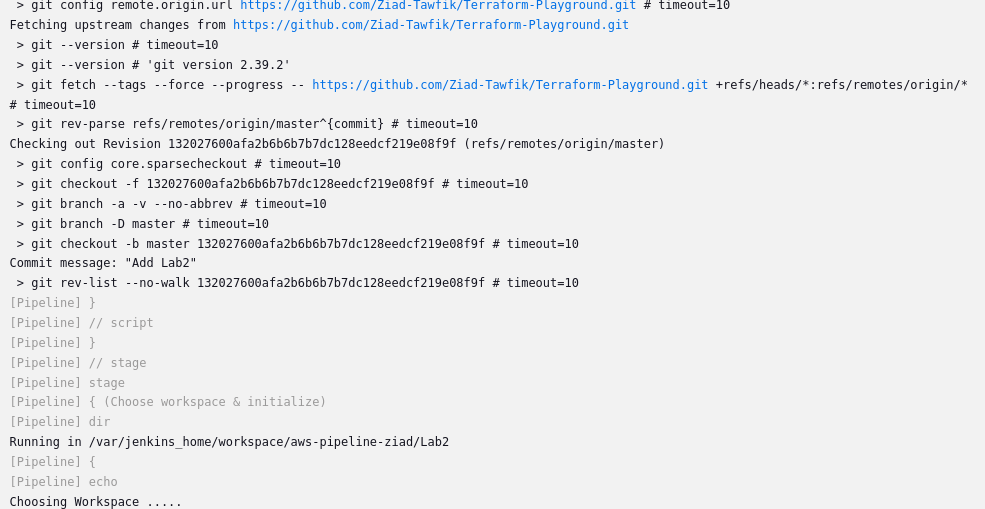 > git config remote.origin.url https://github.com/Ziad-Tawfik/Terraform-Playground.git # timeout=10
Fetching upstream changes from https://github.com/Ziad-Tawfik/Terraform-Playground.git
> git --version # timeout=10
> git --version # 'git version 2.39.2'
> git fetch --tags --force --progress -- https://github.com/Ziad-Tawfik/Terraform-Playground.git +refs/heads/*:refs/remotes/origin/*
# timeout=10
> git rev-parse refs/remotes/origin/master^{commit} # timeout=10
Checking out Revision 132027600afa2b6b6b7b7dc128eedcf219e08f9f (refs/remotes/origin/master)
> git config core.sparsecheckout # timeout=10
> git checkout -f 132027600afa2b6b6b7b7dc128eedcf219e08f9f # timeout=10
> git branch -a -v --no-abbrev # timeout=10
> git branch -D master # timeout=10
> git checkout -b master 132027600afa2b6b6b7b7dc128eedcf219e08f9f # timeout=10
Commit message: "Add Lab2"
> git rev-list --no-walk 132027600afa2b6b6b7b7dc128eedcf219e08f9f # timeout=10
[Pipeline] }
[Pipeline] // script
[Pipeline] }
[Pipeline] // stage
[Pipeline] stage
[Pipeline] { (Choose workspace & initialize)
[Pipeline] dir
Running in /var/jenkins_home/workspace/aws-pipeline-ziad/Lab2
[Pipeline] {
[Pipeline] echo
Choosing Workspace .....